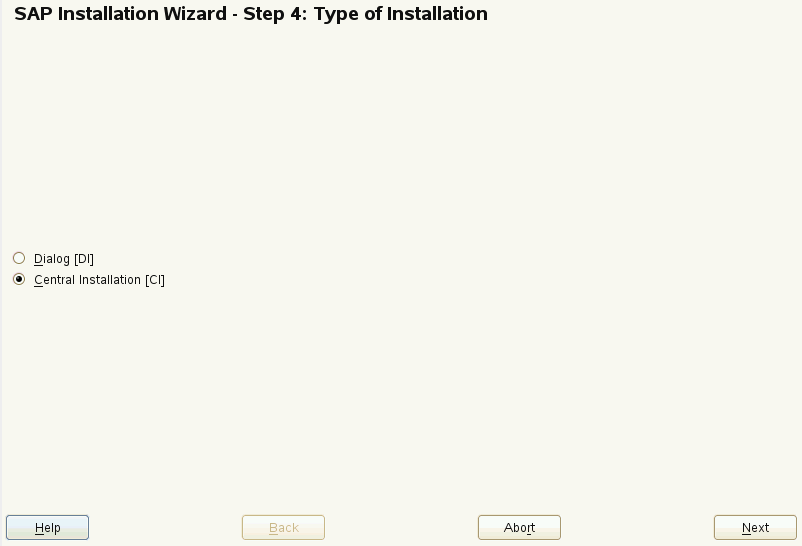 SAP Installation Wizard - Step 4: Type of Installation
Dialog [DI]
Central Installation [CI]
Help
Back
Abort
Next